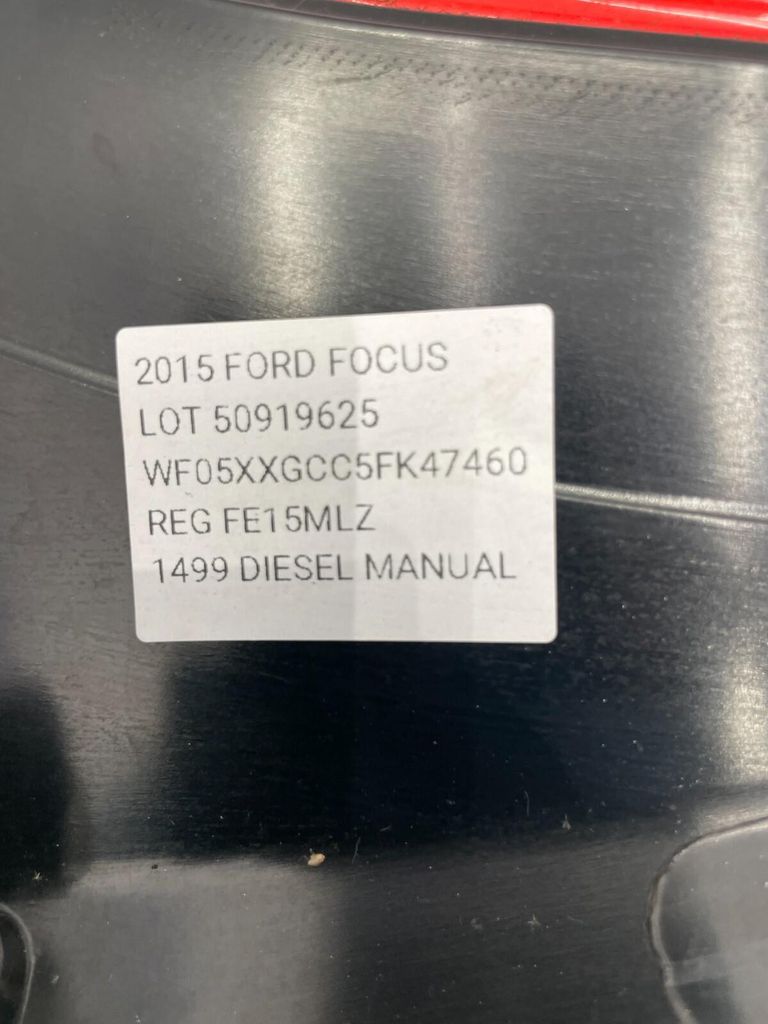 2015 FORD FOCUS
LOT 50919625
WF05XXGCC5FK47460
REG FE15MLZ
1499 DIESEL MANUAL